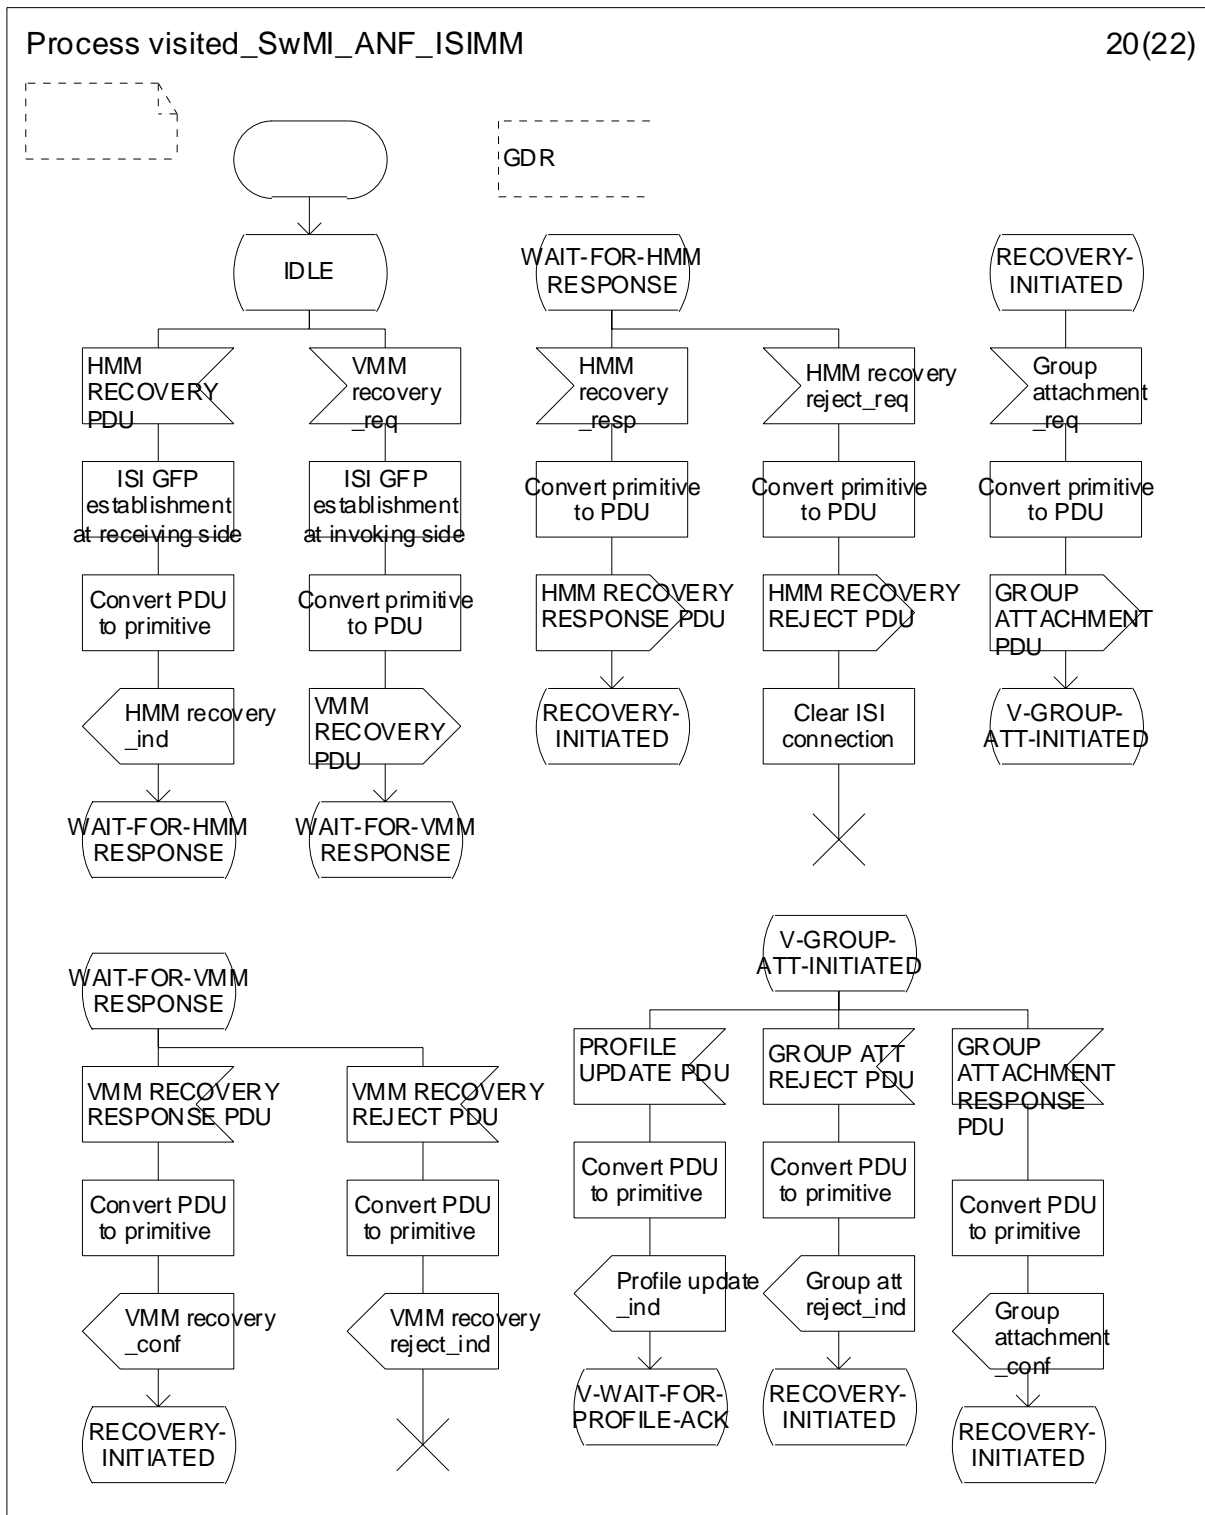 Process visited_SwMI_ANF_ISIMM
20(22)
GDR
IDLE
HMM
RECOVERY
PDU
ISI GFP
establishment
at receiving side
Convert PDU
to primitive
HMM recovery
_ind
WAIT-FOR-HMM
RESPONSE
VMM
recovery
_req
ISI GFP
establishment
at invoking side
Convert primitive
to PDU
VMM
RECOVERY
PDU
WAIT-FOR-VMM
RESPONSE
WAIT-FOR-HMM
RESPONSE
HMM
recovery
_resp
Convert primitive
to PDU
HMM RECOVERY
RESPONSE PDU
RECOVERY-
INITIATED
HMM recovery
reject_req
Convert primitive
to PDU
HMM RECOVERY
REJECT PDU
Clear ISI
connection
RECOVERY-
INITIATED
Group
attachment
_req
Convert primitive
to PDU
GROUP
ATTACHMENT
PDU
V-GROUP-
ATT-INITIATED
WAIT-FOR-VMM
RESPONSE
VMM RECOVERY
RESPONSE PDU
Convert PDU
to primitive
VMM recovery
_conf
RECOVERY-
INITIATED
VMM RECOVERY
REJECT PDU
Convert PDU
to primitive
VMM recovery
reject_ind
V-GROUP-
ATT-INITIATED
PROFILE
UPDATE PDU
Convert PDU
to primitive
Profile update
_ind
V-WAIT-FOR-
PROFILE-ACK
GROUP ATT
REJECT PDU
Convert PDU
to primitive
Group att
reject_ind
RECOVERY-
INITIATED
GROUP
ATTACHMENT
RESPONSE
PDU
Convert PDU
to primitive
Group
attachment
_conf
RECOVERY-
INITIATED